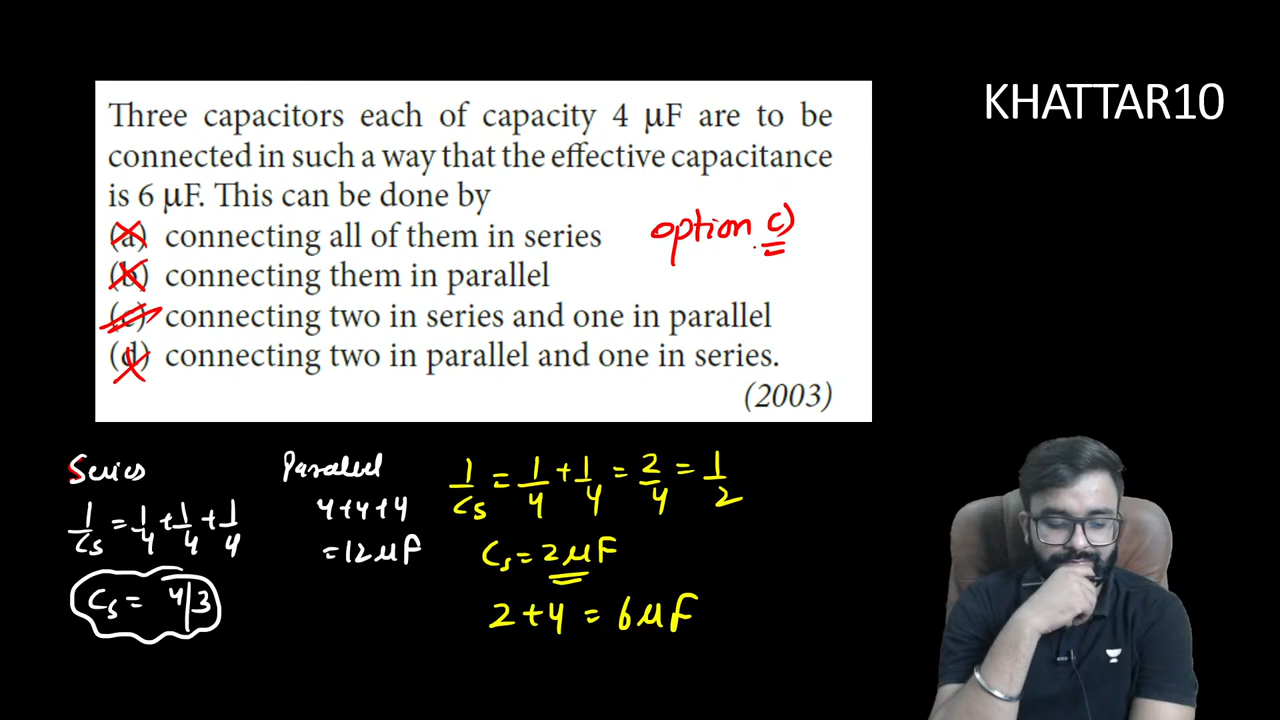 KHATTAR10
Three capacitors each of capacity 4 μF are to be
connected in such a way that the effective capacitance
is 6 μF. This can be done by
(a) connecting all of them in series
(b) connecting them in parallel
(c) connecting two in series and one in parallel
(d) connecting two in parallel and one in series.
(2003)
option c)
Series
1/Cs = 1/4 + 1/4 + 1/4
Cs = 4/3
Parallel
4+4+4
= 12 μF
1/Cs = 1/4 + 1/4 = 2/4 = 1/2
Cs = 2 μF
2 + 4 = 6 μF